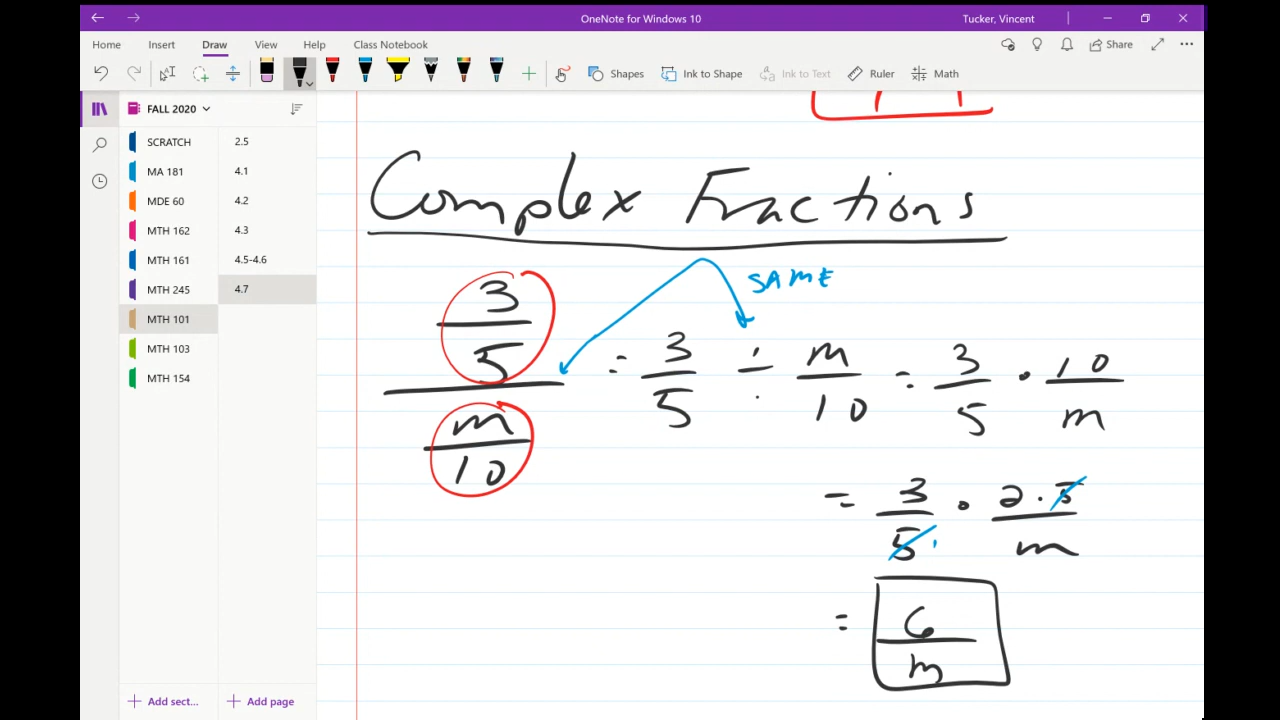 OneNote for Windows 10
Tucker, Vincent
Home Insert Draw View Help Class Notebook
Share
Shapes Ink to Shape Ink to Text Ruler Math
FALL 2020
SCRATCH
MA 181
MDE 60
MTH 162
MTH 161
MTH 245
MTH 101
MTH 103
MTH 154
2.5
4.1
4.2
4.3
4.5-4.6
4.7
Add sect...
Add page
Complex Fractions
SAME
3
5
m
10
= 3/5 ÷ m/10 = 3/5 · 10/m
= 3/5 · 2·5/m
= 6/m